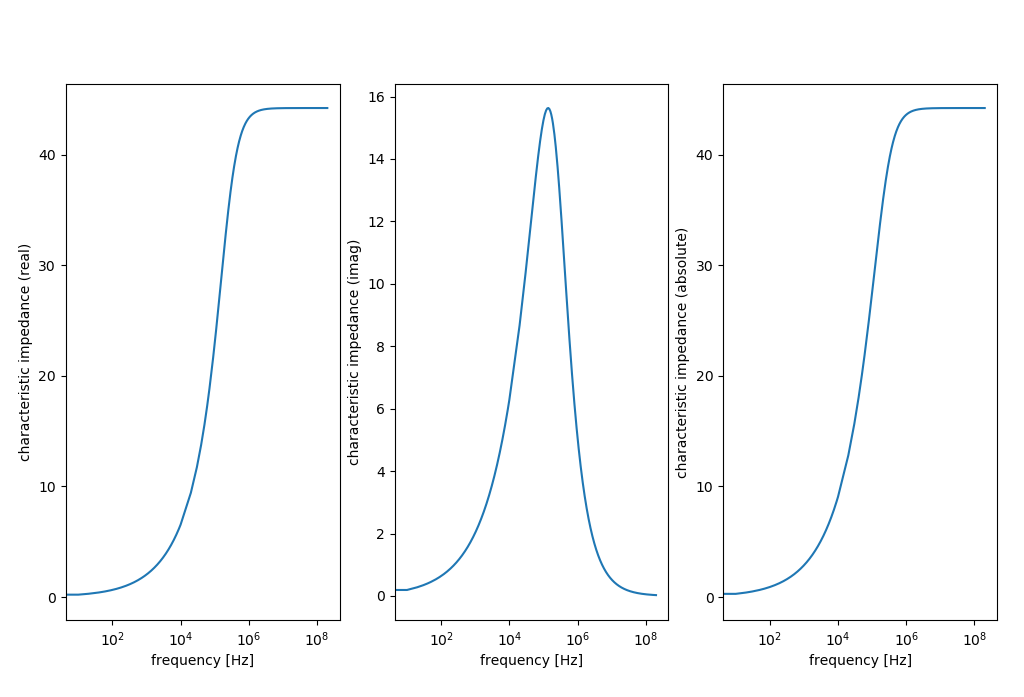 characteristic impedance (real)
40
30
20
10
0
10^2 10^4 10^6 10^8
frequency [Hz]
characteristic impedance (imag)
16
14
12
10
8
6
4
2
0
10^2 10^4 10^6 10^8
frequency [Hz]
characteristic impedance (absolute)
40
30
20
10
0
10^2 10^4 10^6 10^8
frequency [Hz]